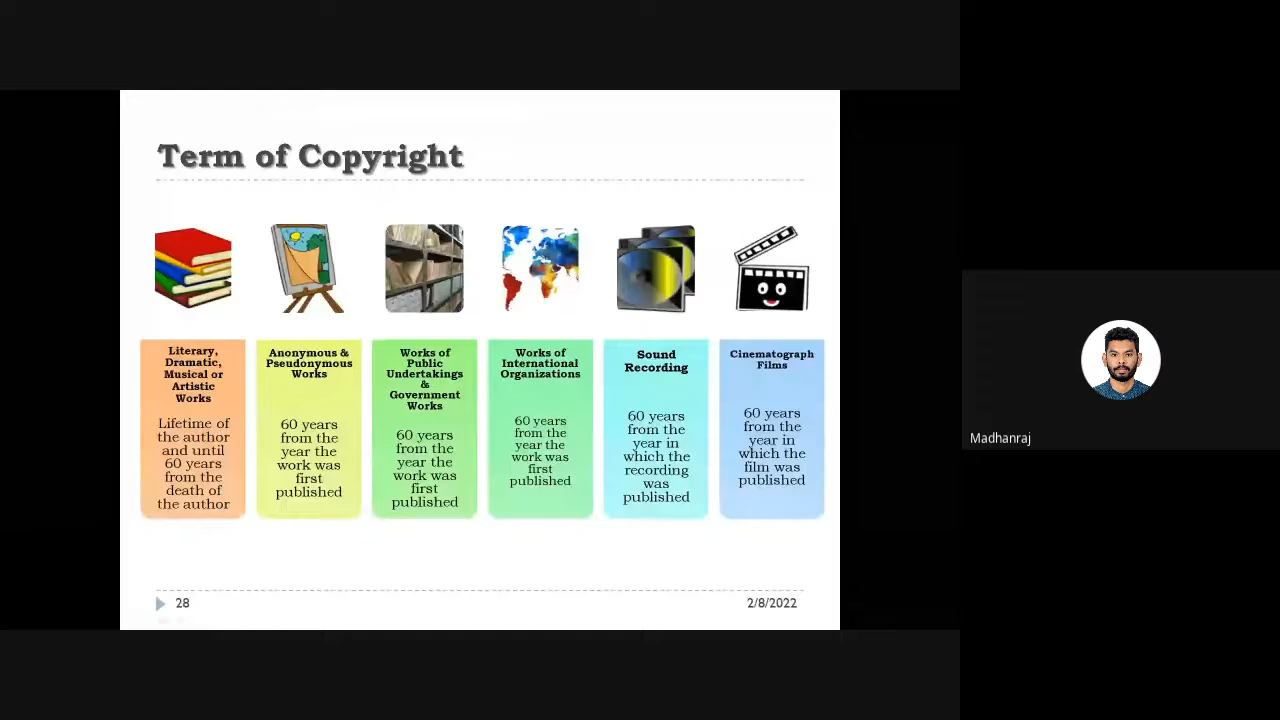 Term of Copyright
Literary,
Dramatic,
Musical or
Artistic
Works
Lifetime of
the author
and until
60 years
from the
death of
the author
Anonymous &
Pseudonymous
Works
60 years
from the
year the
work was
first
published
Works of
Public
Undertakings
&
Government
Works
60 years
from the
year the
work was
first
published
Works of
International
Organizations
60 years
from the
year the
work was
first
published
Sound
Recording
60 years
from the
year in
which the
recording
was
published
Cinematograph
Films
60 years
from the
year in
which the
film was
published
28
2/8/2022
Madhanraj